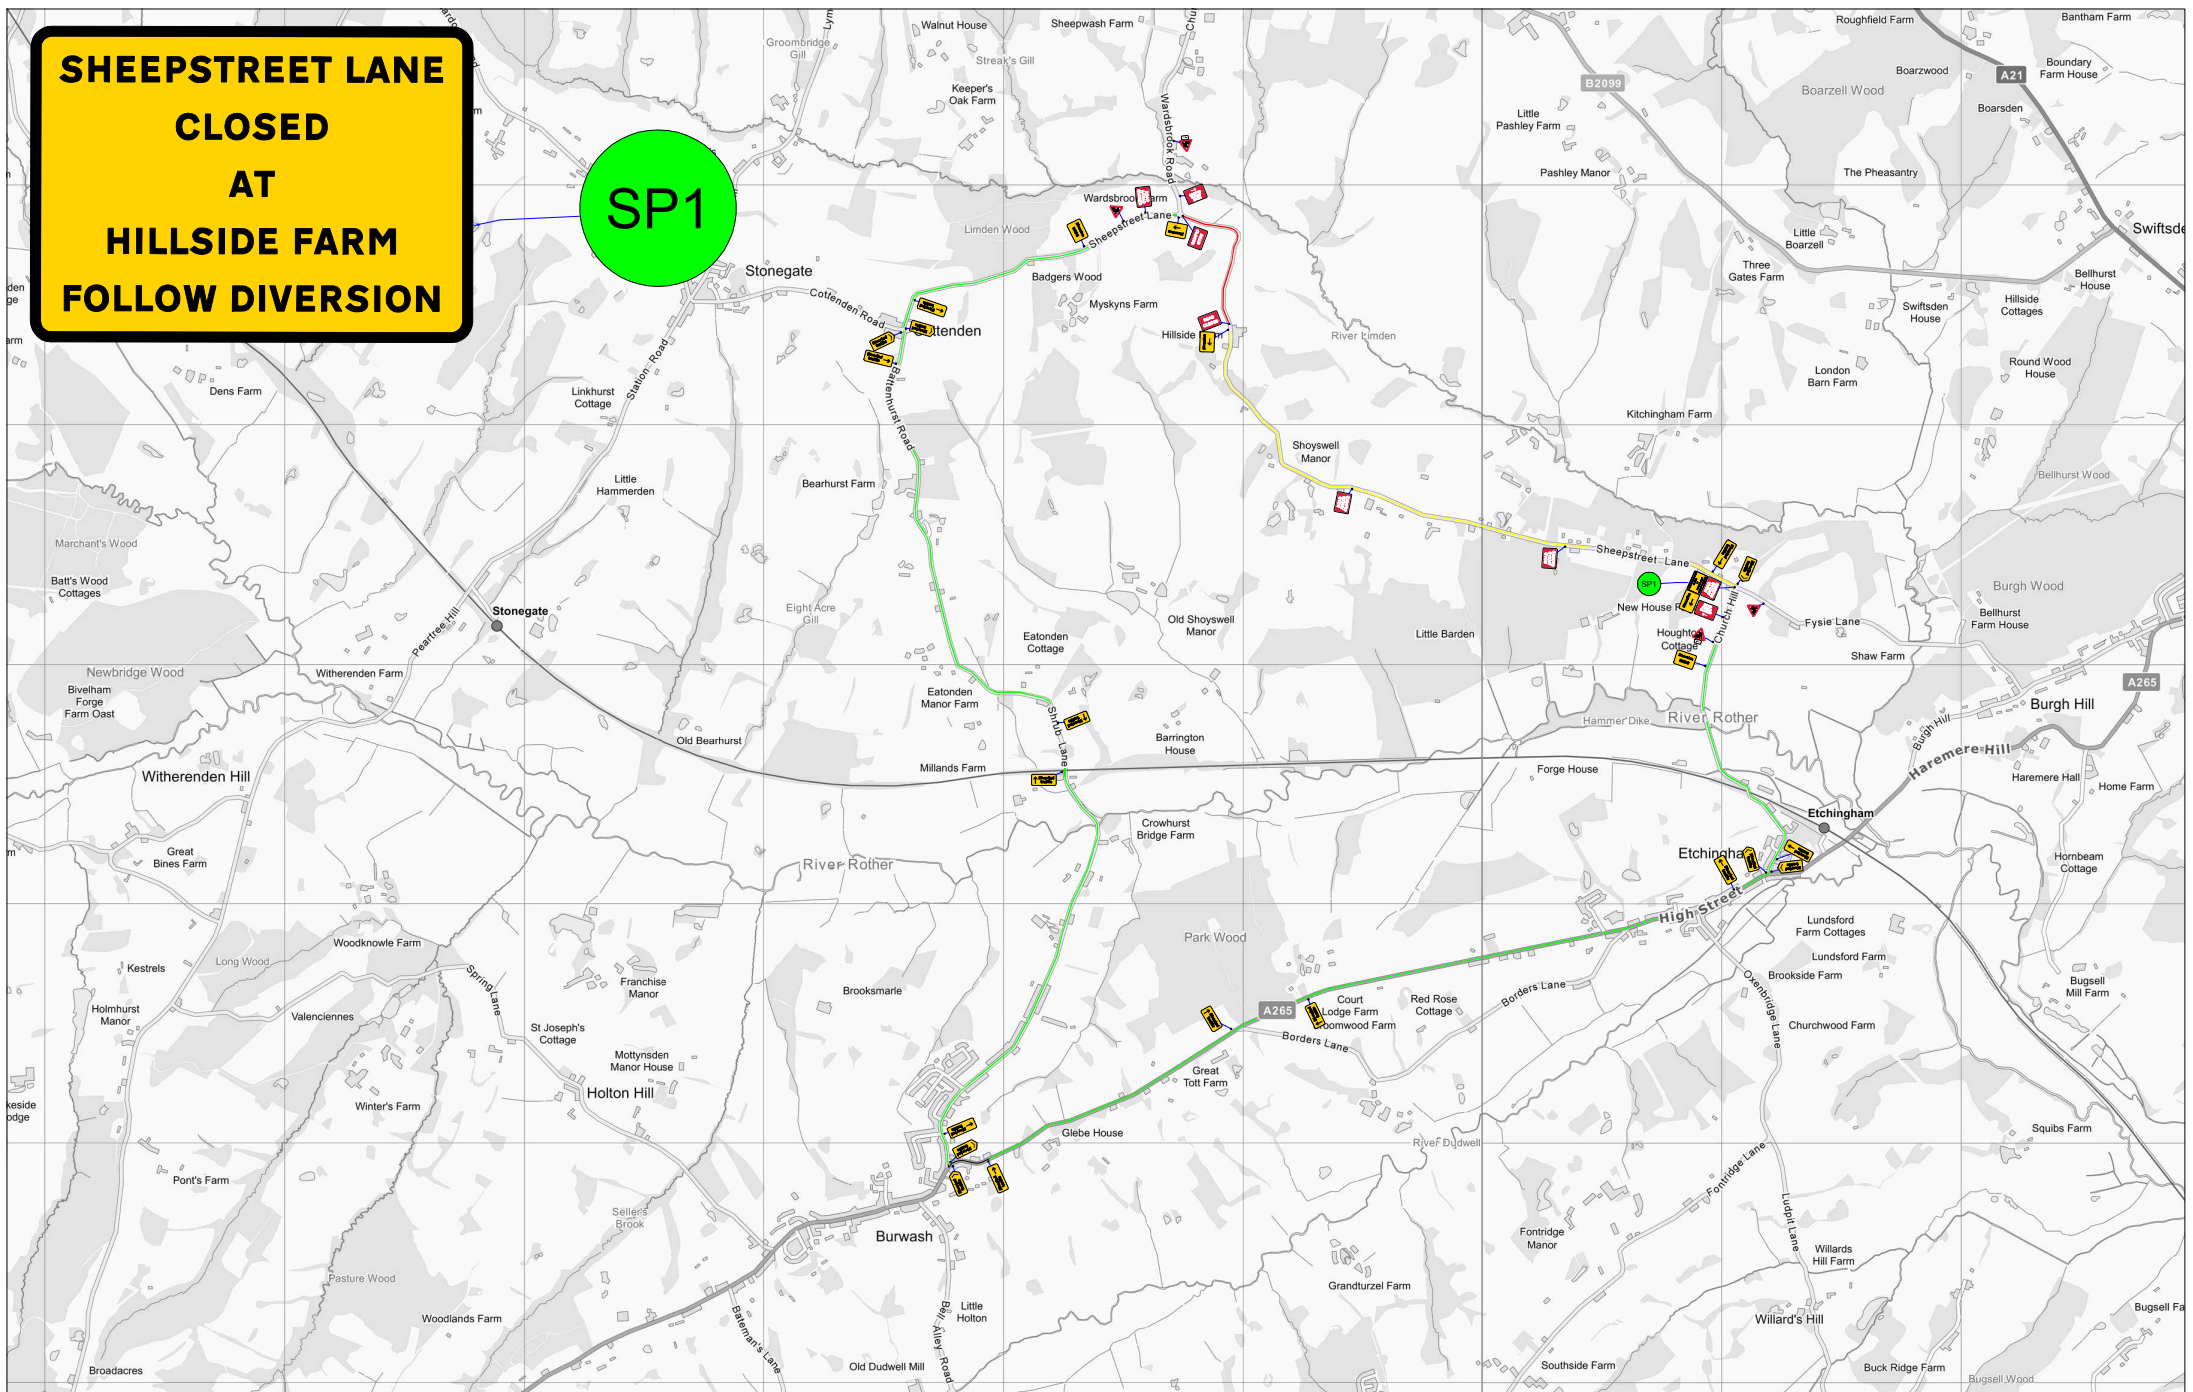 SHEEPSTREET LANE
CLOSED
AT
HILLSIDE FARM
FOLLOW DIVERSION
SP1
Groombridge
Gill
Walnut House
Streak's Gill
Sheepwash Farm
Keeper's
Oak Farm
Wardsbrook Road
B2099
Little
Pashley Farm
Pashley Manor
Roughfield Farm
Bantham Farm
A21
Boundary
Farm House
Boarzwood
Boarzell Wood
Boarsden
The Pheasantry
Little
Boarzell
Three
Gates Farm
Swiftsden
House
Hillside
Cottages
Bellhurst
House
Round Wood
House
London
Barn Farm
Kitchingham Farm
Bellhurst Wood
Stonegate
Cottenden Road
Limden Wood
Sheepstreet Lane
Badgers Wood
Myskyns Farm
River Limden
Dens Farm
Linkhurst
Cottage
Station Road
Battenhurst Road
Shoyswell
Manor
Bearhurst Farm
Little
Hammerden
Marchant's Wood
Batt's Wood
Cottages
Stonegate
Peartree Hill
Eight Acre
Gill
Eatonden
Cottage
Old Shoyswell
Manor
Little Barden
Sheepstreet Lane
SP1
Church Hill
Fysie Lane
Shaw Farm
Burgh Wood
Bellhurst
Farm House
A265
Burgh Hill
Burgh Hill
Haremere Hill
Haremere Hall
Home Farm
Newbridge Wood
Bivelham
Forge
Farm Oast
Witherenden Farm
Witherenden Hill
Old Bearhurst
Eatonden
Manor Farm
Shrub Lane
Barrington
House
Millands Farm
Hammer Dike
River Rother
Forge House
Crowhurst
Bridge Farm
River Rother
Great
Bines Farm
Etchingham
High Street
Hornbeam
Cottage
Lundsford
Farm Cottages
Lundsford Farm
Brookside Farm
Oxenbridge Lane
Churchwood Farm
Bugsell
Mill Farm
Woodknowle Farm
Long Wood
Kestrels
Holmhurst
Manor
Valenciennes
Spring Lane
Franchise
Manor
St Joseph's
Cottage
Mottynsden
Manor House
Holton Hill
Winter's Farm
Brooksmarle
Park Wood
A265
Court
Lodge Farm
Red Rose
Cottage
Borders Lane
Borders Lane
Great
Tott Farm
Glebe House
River Dudwell
Squibs Farm
Fontridge Lane
Ludpit Lane
Pont's Farm
Seller's
Brook
Burwash
Fontridge
Manor
Willards
Hill Farm
Pasture Wood
Woodlands Farm
Bateman's Lane
Bell Alley Road
Little
Holton
Grandturzel Farm
Willard's Hill
Broadacres
Old Dudwell Mill
Southside Farm
Buck Ridge Farm
Bugsell Wood